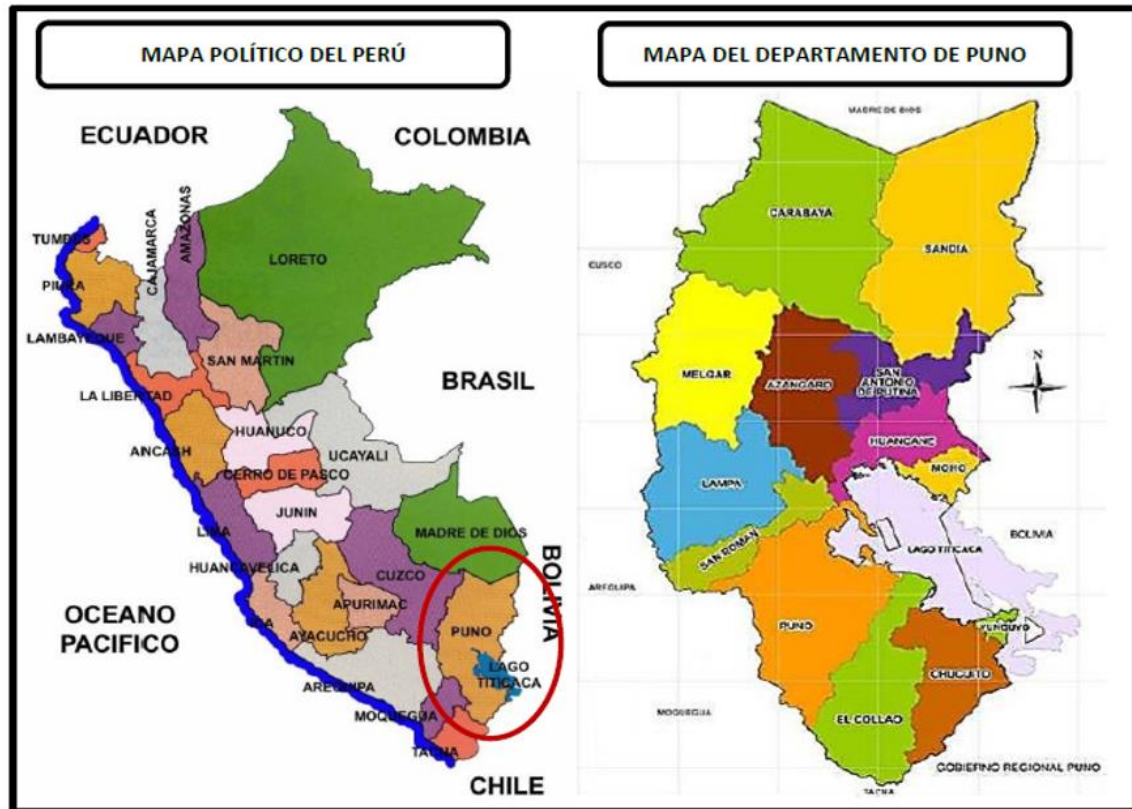 MAPA POLÍTICO DEL PERÚ
ECUADOR
COLOMBIA
TUMBES
PIURA
CAJAMARCA
AMAZONAS
LORETO
LAMBAYEQUE
SAN MARTIN
BRASIL
LA LIBERTAD
HUANUCO
AINCASH
UCAYALI
CERRO DE PASCO
JUNIN
LIMA
MADRE DE DIOS
HUANCAVELICA
CUZCO
BOLIVIA
OCEANO
PACIFICO
ICA
APURIMAC
AYACUCHO
PUNO
LAGO
TITICACA
AREQUIPA
MOQUEGUA
TACNA
CHILE
MAPA DEL DEPARTAMENTO DE PUNO
MADRE DE DIOS
CARABAYA
SANDIA
CUSCO
N
MELGAR
AZANGARO
SAN
ANTONIO
DE PUTINA
HUANCANE
MOHO
LAMPA
SAN ROMAN
LAGO TITICACA
BOLIVIA
AREQUIPA
PUNO
YUNGUYO
CHUCUITO
MOQUEGUA
EL COLLAO
GOBIERNO REGIONAL PUNO
TACNA